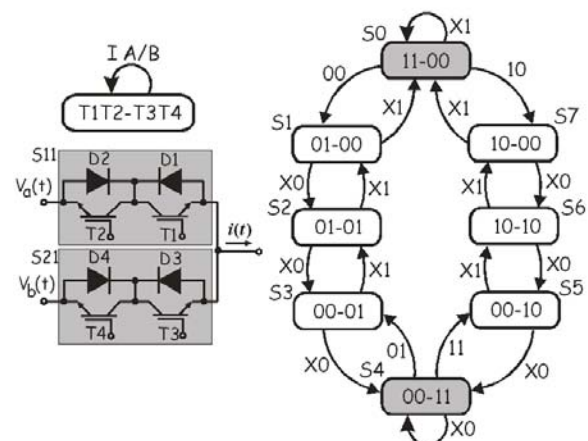 I A/B
T1T2-T3T4
S11
D2
D1
Va(t)
T2
T1
i(t)
S21
D4
D3
Vb(t)
T4
T3
S0
X1
11-00
00
10
X1
X1
S1
01-00
S7
10-00
X0
X1
X1
X0
S2
01-01
S6
10-10
X0
X1
X1
X0
S3
00-01
S5
00-10
X0
01
11
X0
S4
00-11
X0